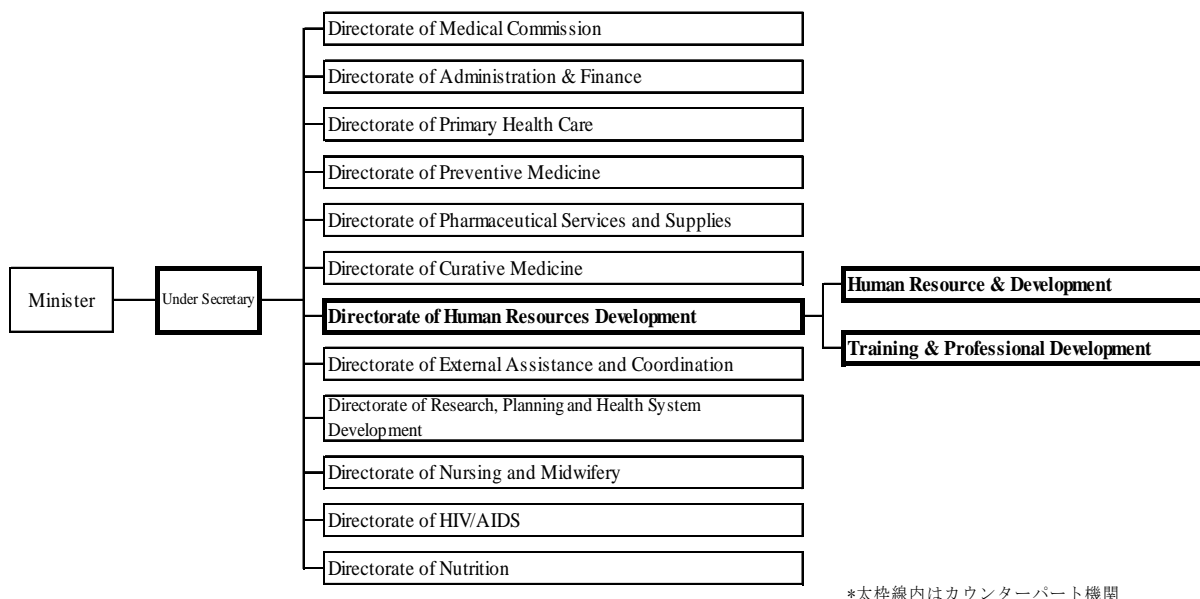 Minister
Under Secretary
Directorate of Medical Commission
Directorate of Administration & Finance
Directorate of Primary Health Care
Directorate of Preventive Medicine
Directorate of Pharmaceutical Services and Supplies
Directorate of Curative Medicine
Directorate of Human Resources Development
Directorate of External Assistance and Coordination
Directorate of Research, Planning and Health System
Development
Directorate of Nursing and Midwifery
Directorate of HIV/AIDS
Directorate of Nutrition
Human Resource & Development
Training & Professional Development
*太枠線内はカウンターパート機関